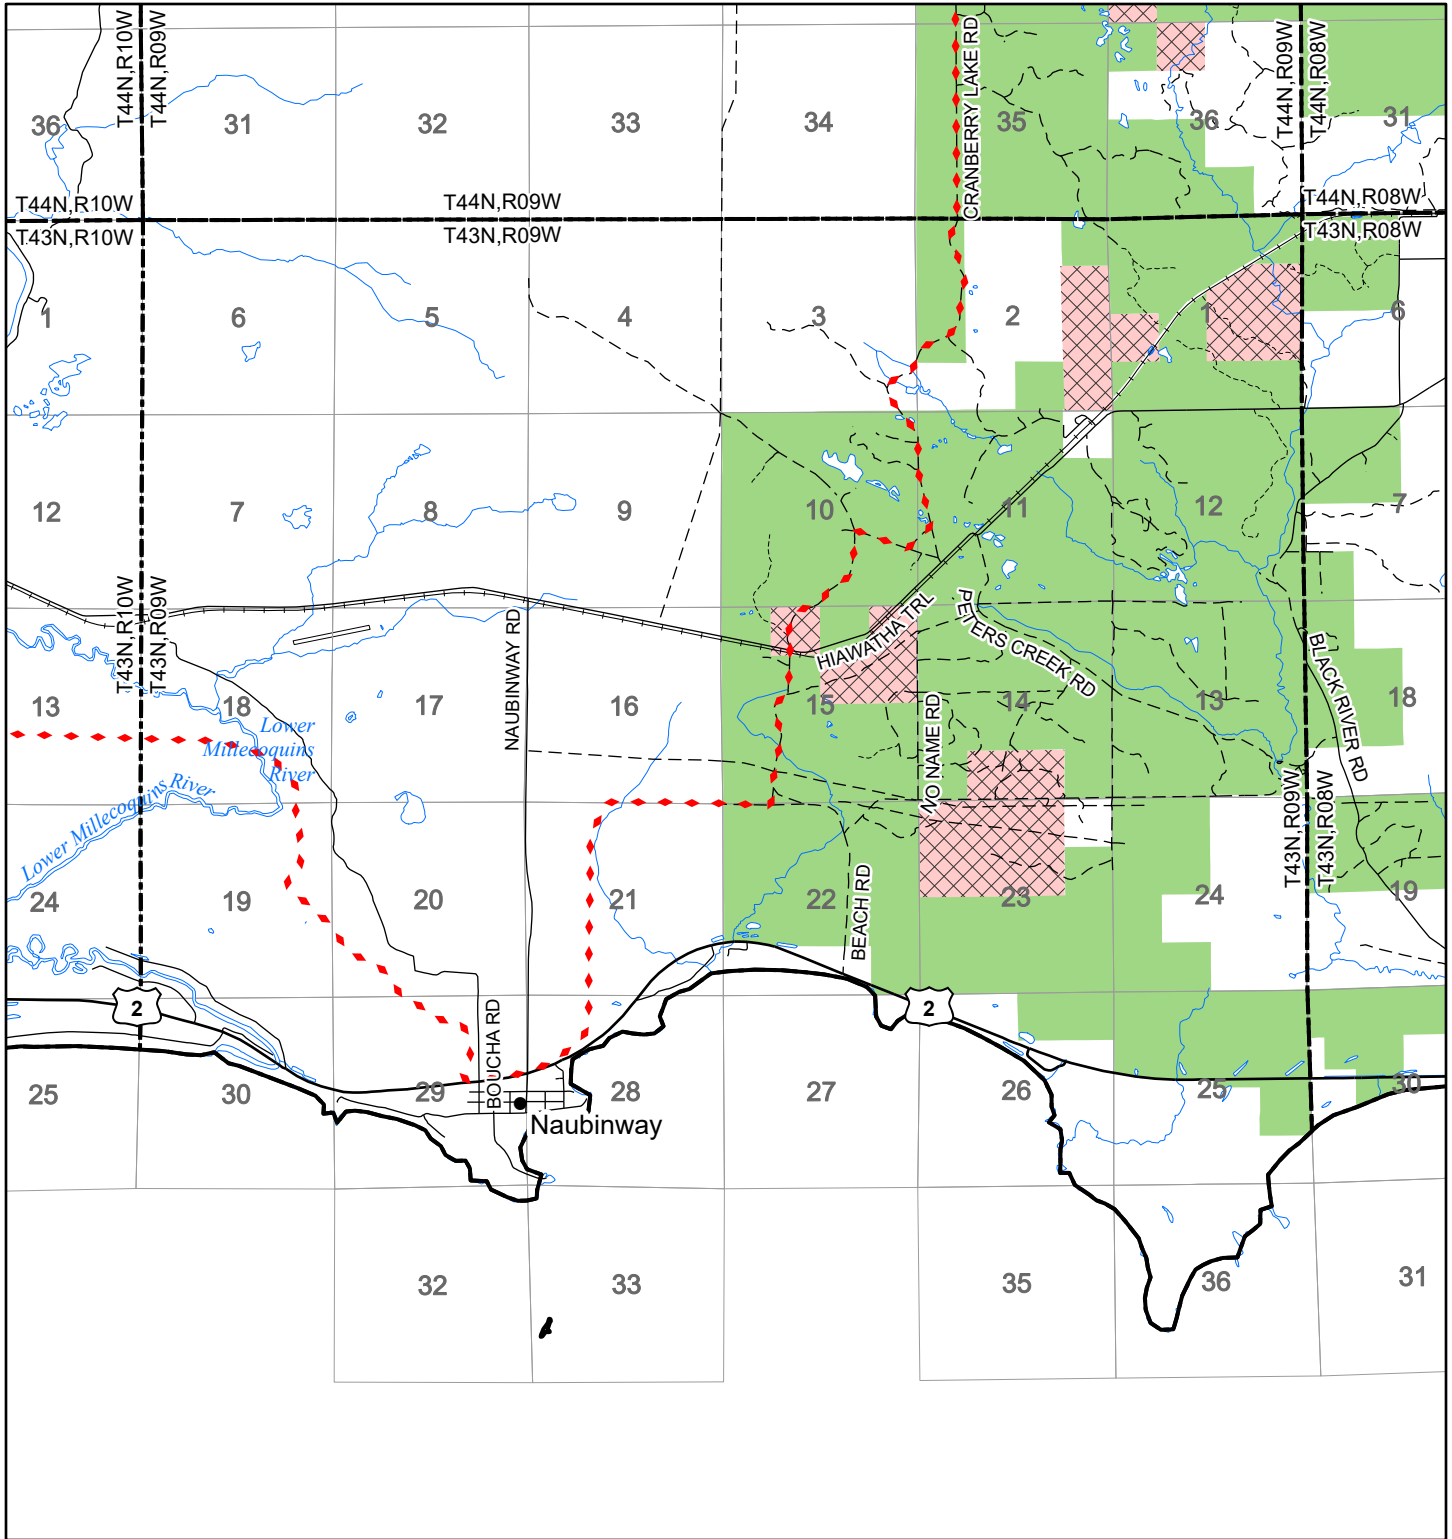 T44N,R10W
T44N,R09W
CRANBERRY LAKE RD
T44N,R09W
T44N,R08W
36
31
32
33
34
35
36
31
T44N,R10W
T44N,R09W
T44N,R08W
T43N,R10W
T43N,R09W
T43N,R08W
1
6
5
4
3
2
1
6
12
7
8
9
10
11
12
7
T43N,R10W
T43N,R09W
NAUBINWAY RD
HIAWATHA TRL
PETERS CREEK RD
BLACK RIVER RD
13
18
17
16
15
14
13
18
Lower
Millecoquins
River
NO NAME RD
Lower Millecoquins River
T43N,R09W
T43N,R08W
24
19
20
21
22
23
24
19
BEACH RD
2
2
BOUCHA RD
25
30
29
28
27
26
25
30
Naubinway
32
33
35
36
31